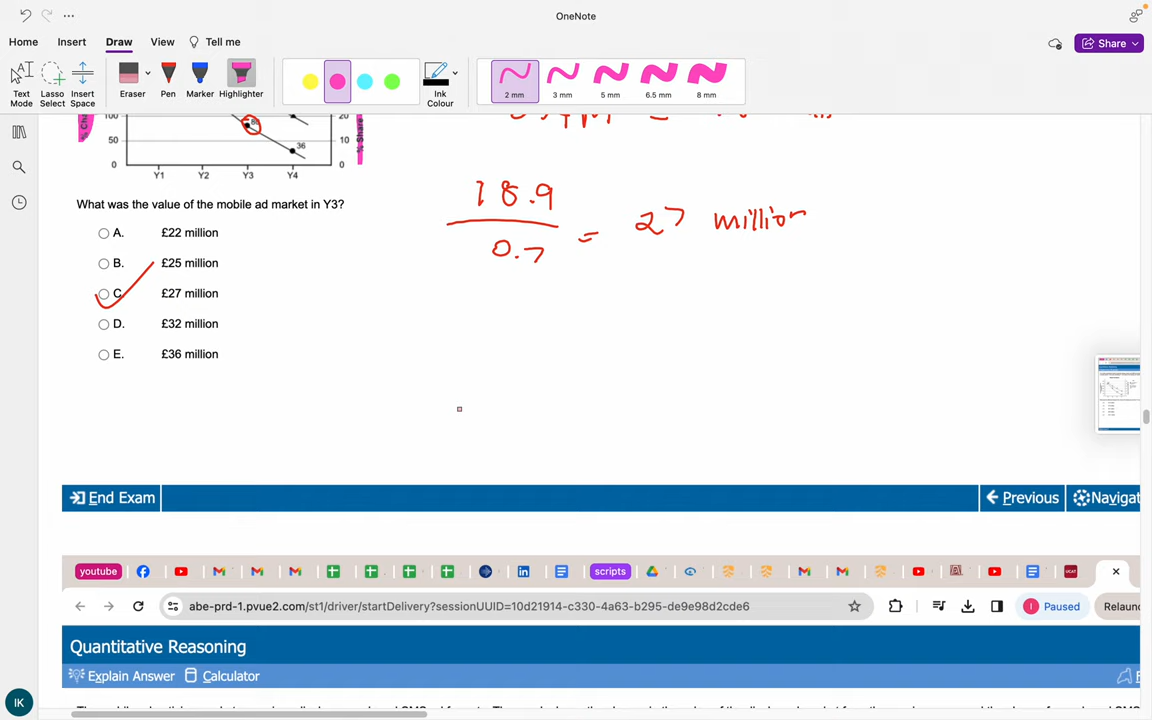 OneNote
Home Insert Draw View Tell me
Share
Text Mode
Lasso Select
Insert Space
Eraser
Pen
Marker
Highlighter
Ink Colour
2 mm
3 mm
5 mm
6.5 mm
8 mm
100
50
0
20
10
0
36
Y1 Y2 Y3 Y4
% Share
18.9
0.7
= 27 million
What was the value of the mobile ad market in Y3?
A. £22 million
B. £25 million
C. £27 million
D. £32 million
E. £36 million
End Exam
Previous
Navigat
youtube
scripts
abe-prd-1.pvue2.com/st1/driver/startDelivery?sessionUUID=10d21914-c330-4a63-b295-de9e98d2cde6
I Paused
Relaun
Quantitative Reasoning
Explain Answer
Calculator
IK